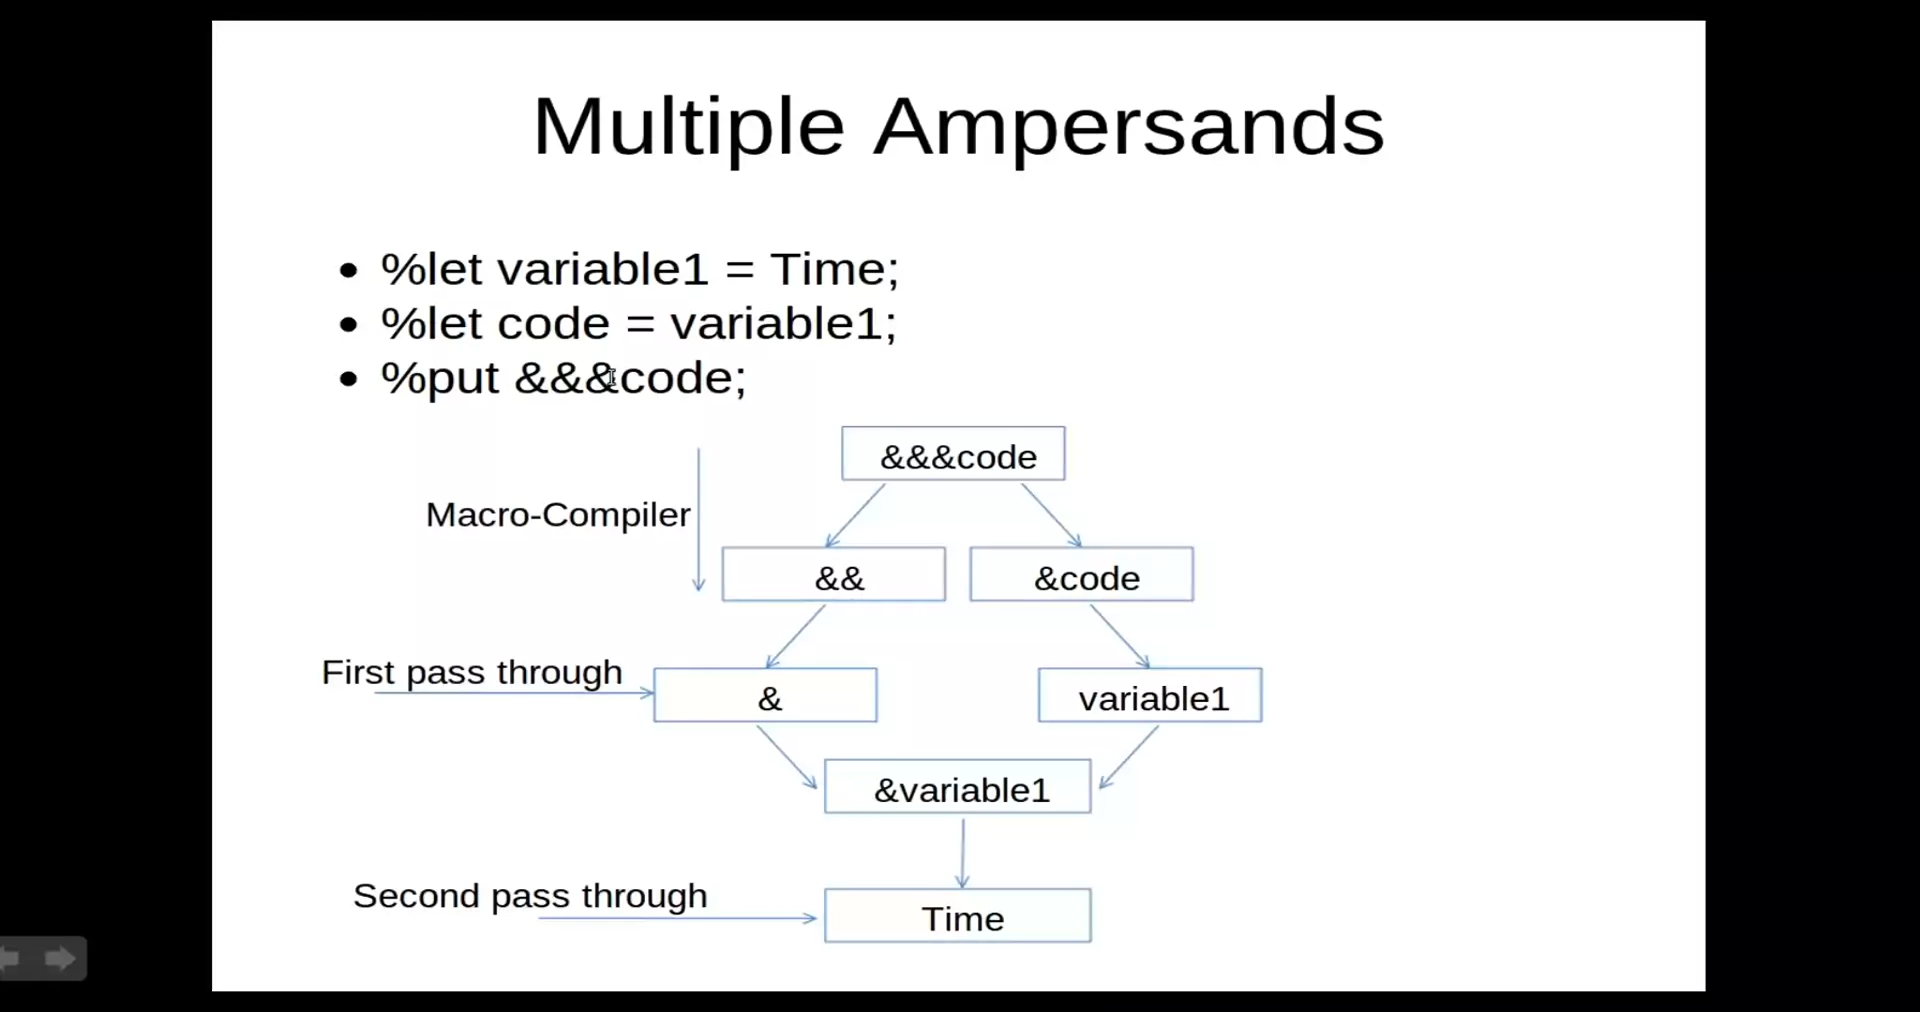 Multiple Ampersands
• %let variable1 = Time;
• %let code = variable1;
• %put &&&code;
&&&code
Macro-Compiler
&& &code
First pass through
& variable1
&variable1
Second pass through
Time